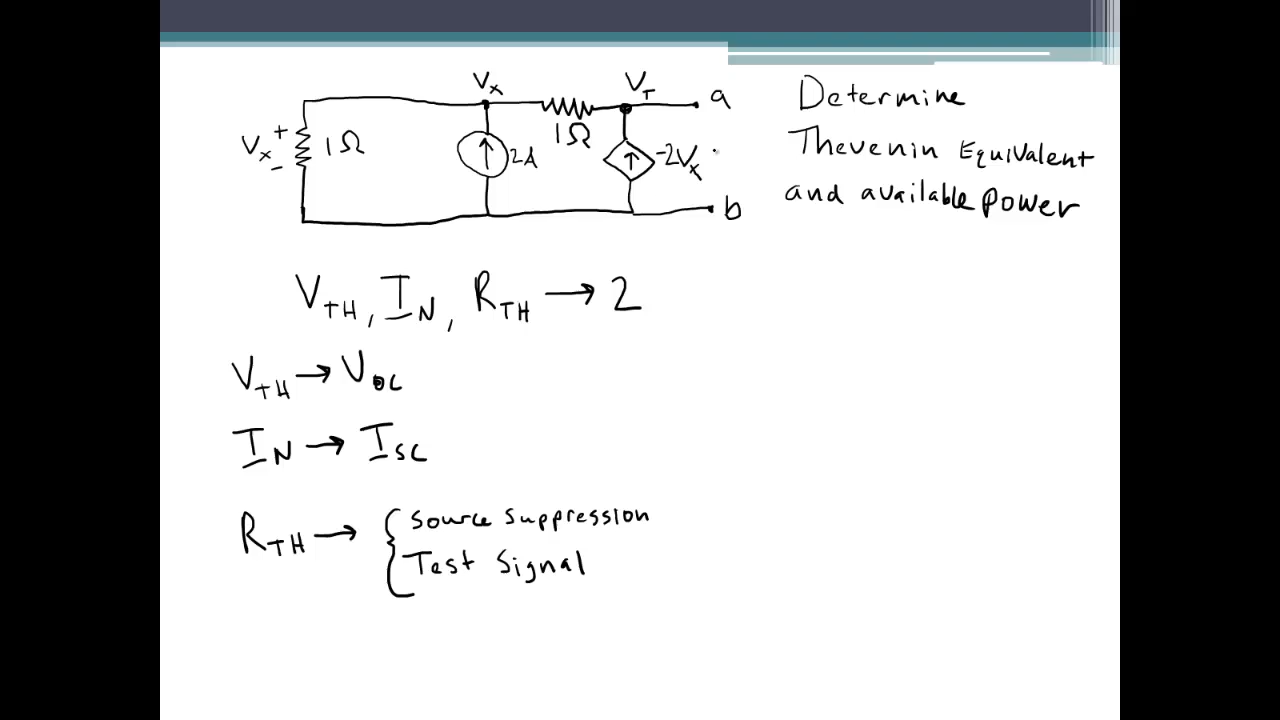 Vx VT a
Vx + - 1Ω 2A 1Ω -2Vx
b
Determine
Thevenin Equivalent
and available power
VTH, IN, RTH → 2
VTH → VOC
IN → ISC
RTH → { Source Suppression
Test Signal